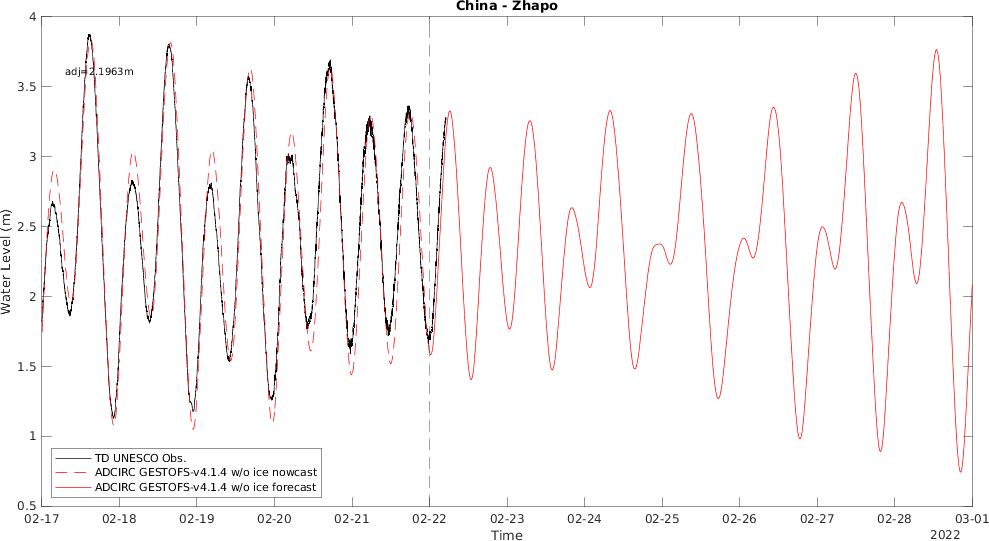 China - Zhapo
4
adj=2.1963m
3.5
3
2.5
2
1.5
1
0.5
Water Level (m)
TD UNESCO Obs.
ADCIRC GESTOFS-v4.1.4 w/o ice nowcast
ADCIRC GESTOFS-v4.1.4 w/o ice forecast
02-17 02-18 02-19 02-20 02-21 02-22 02-23 02-24 02-25 02-26 02-27 02-28 03-01
Time
2022